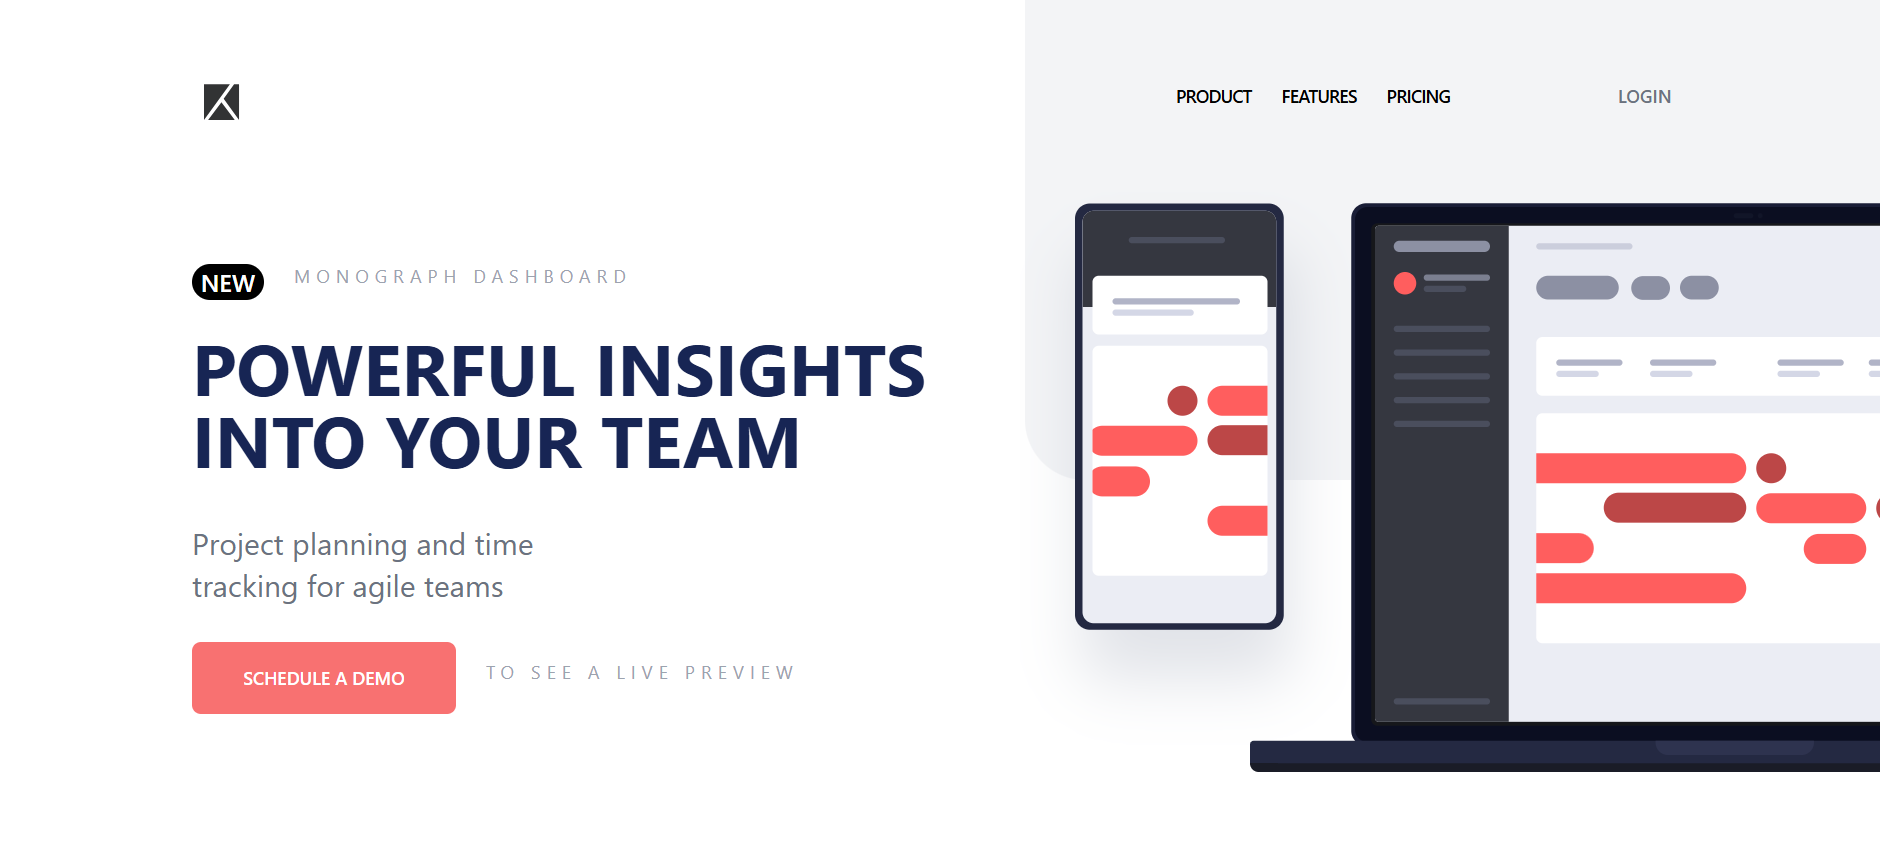 PRODUCT FEATURES PRICING LOGIN
NEW MONOGRAPH DASHBOARD
POWERFUL INSIGHTS
INTO YOUR TEAM
Project planning and time
tracking for agile teams
SCHEDULE A DEMO TO SEE A LIVE PREVIEW